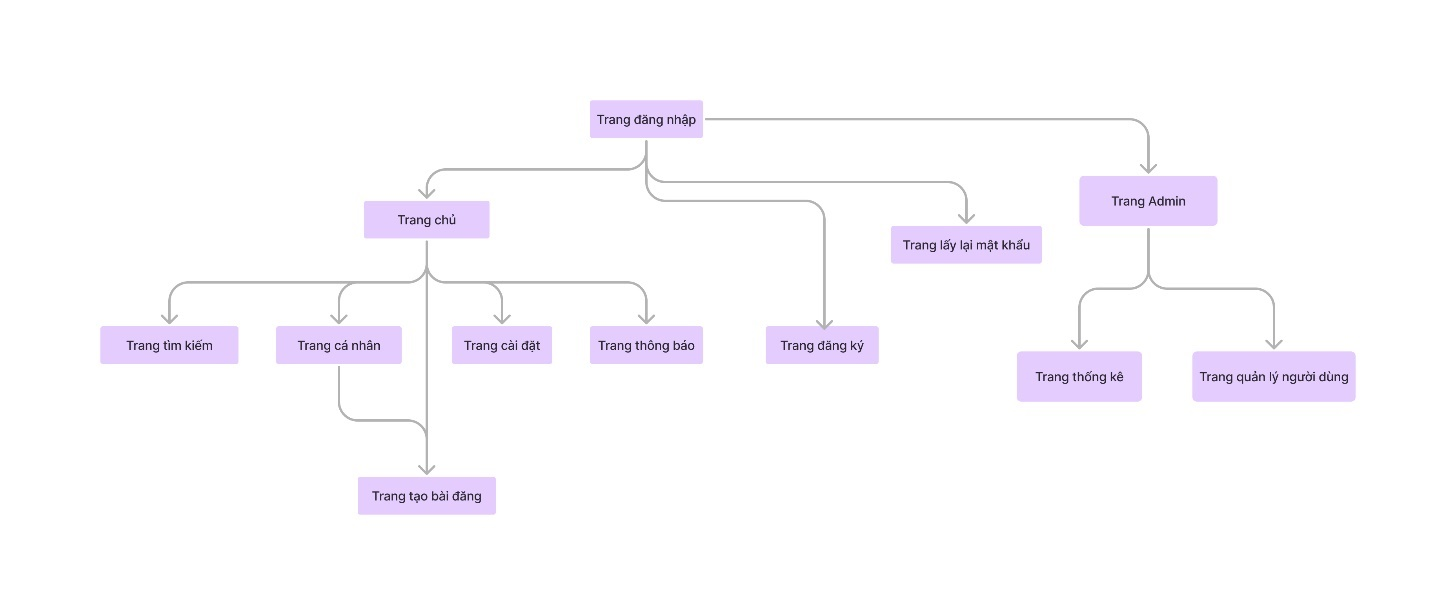 Trang đăng nhập
Trang Admin
Trang chủ
Trang lấy lại mật khẩu
Trang tìm kiếm
Trang cá nhân
Trang cài đặt
Trang thông báo
Trang đăng ký
Trang thống kê
Trang quản lý người dùng
Trang tạo bài đăng